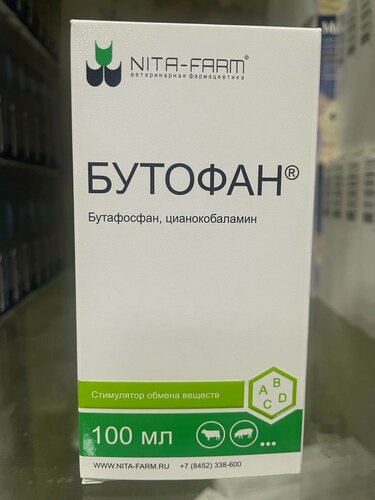 NITA-FARM®
ветеринарная фармацевтика
БУТОФАН®
Бутафосфан, цианокобаламин
Стимулятор обмена веществ
A B
C D
100 мл
...
WWW.NITA-FARM.RU +7 (8452) 338-600